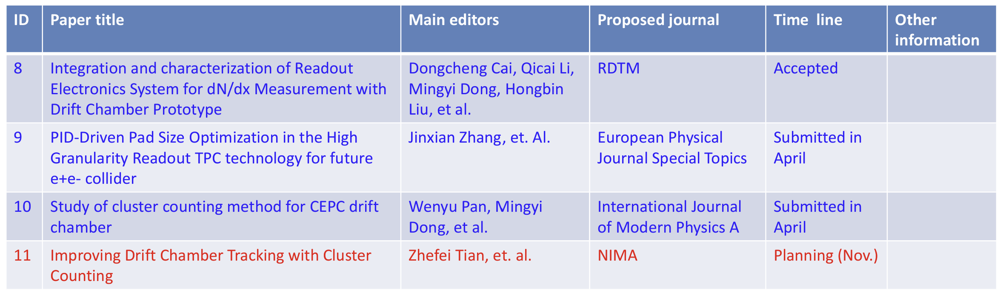 ID
Paper title
Main editors
Proposed journal
Time line
Other
information
8
Integration and characterization of Readout
Electronics System for dN/dx Measurement with
Drift Chamber Prototype
Dongcheng Cai, Qicai Li,
Mingyi Dong, Hongbin
Liu, et al.
RDTM
Accepted
9
PID-Driven Pad Size Optimization in the High
Granularity Readout TPC technology for future
e+e- collider
Jinxian Zhang, et. Al.
European Physical
Journal Special Topics
Submitted in
April
10
Study of cluster counting method for CEPC drift
chamber
Wenyu Pan, Mingyi
Dong, et al.
International Journal
of Modern Physics A
Submitted in
April
11
Improving Drift Chamber Tracking with Cluster
Counting
Zhefei Tian, et. al.
NIMA
Planning (Nov.)